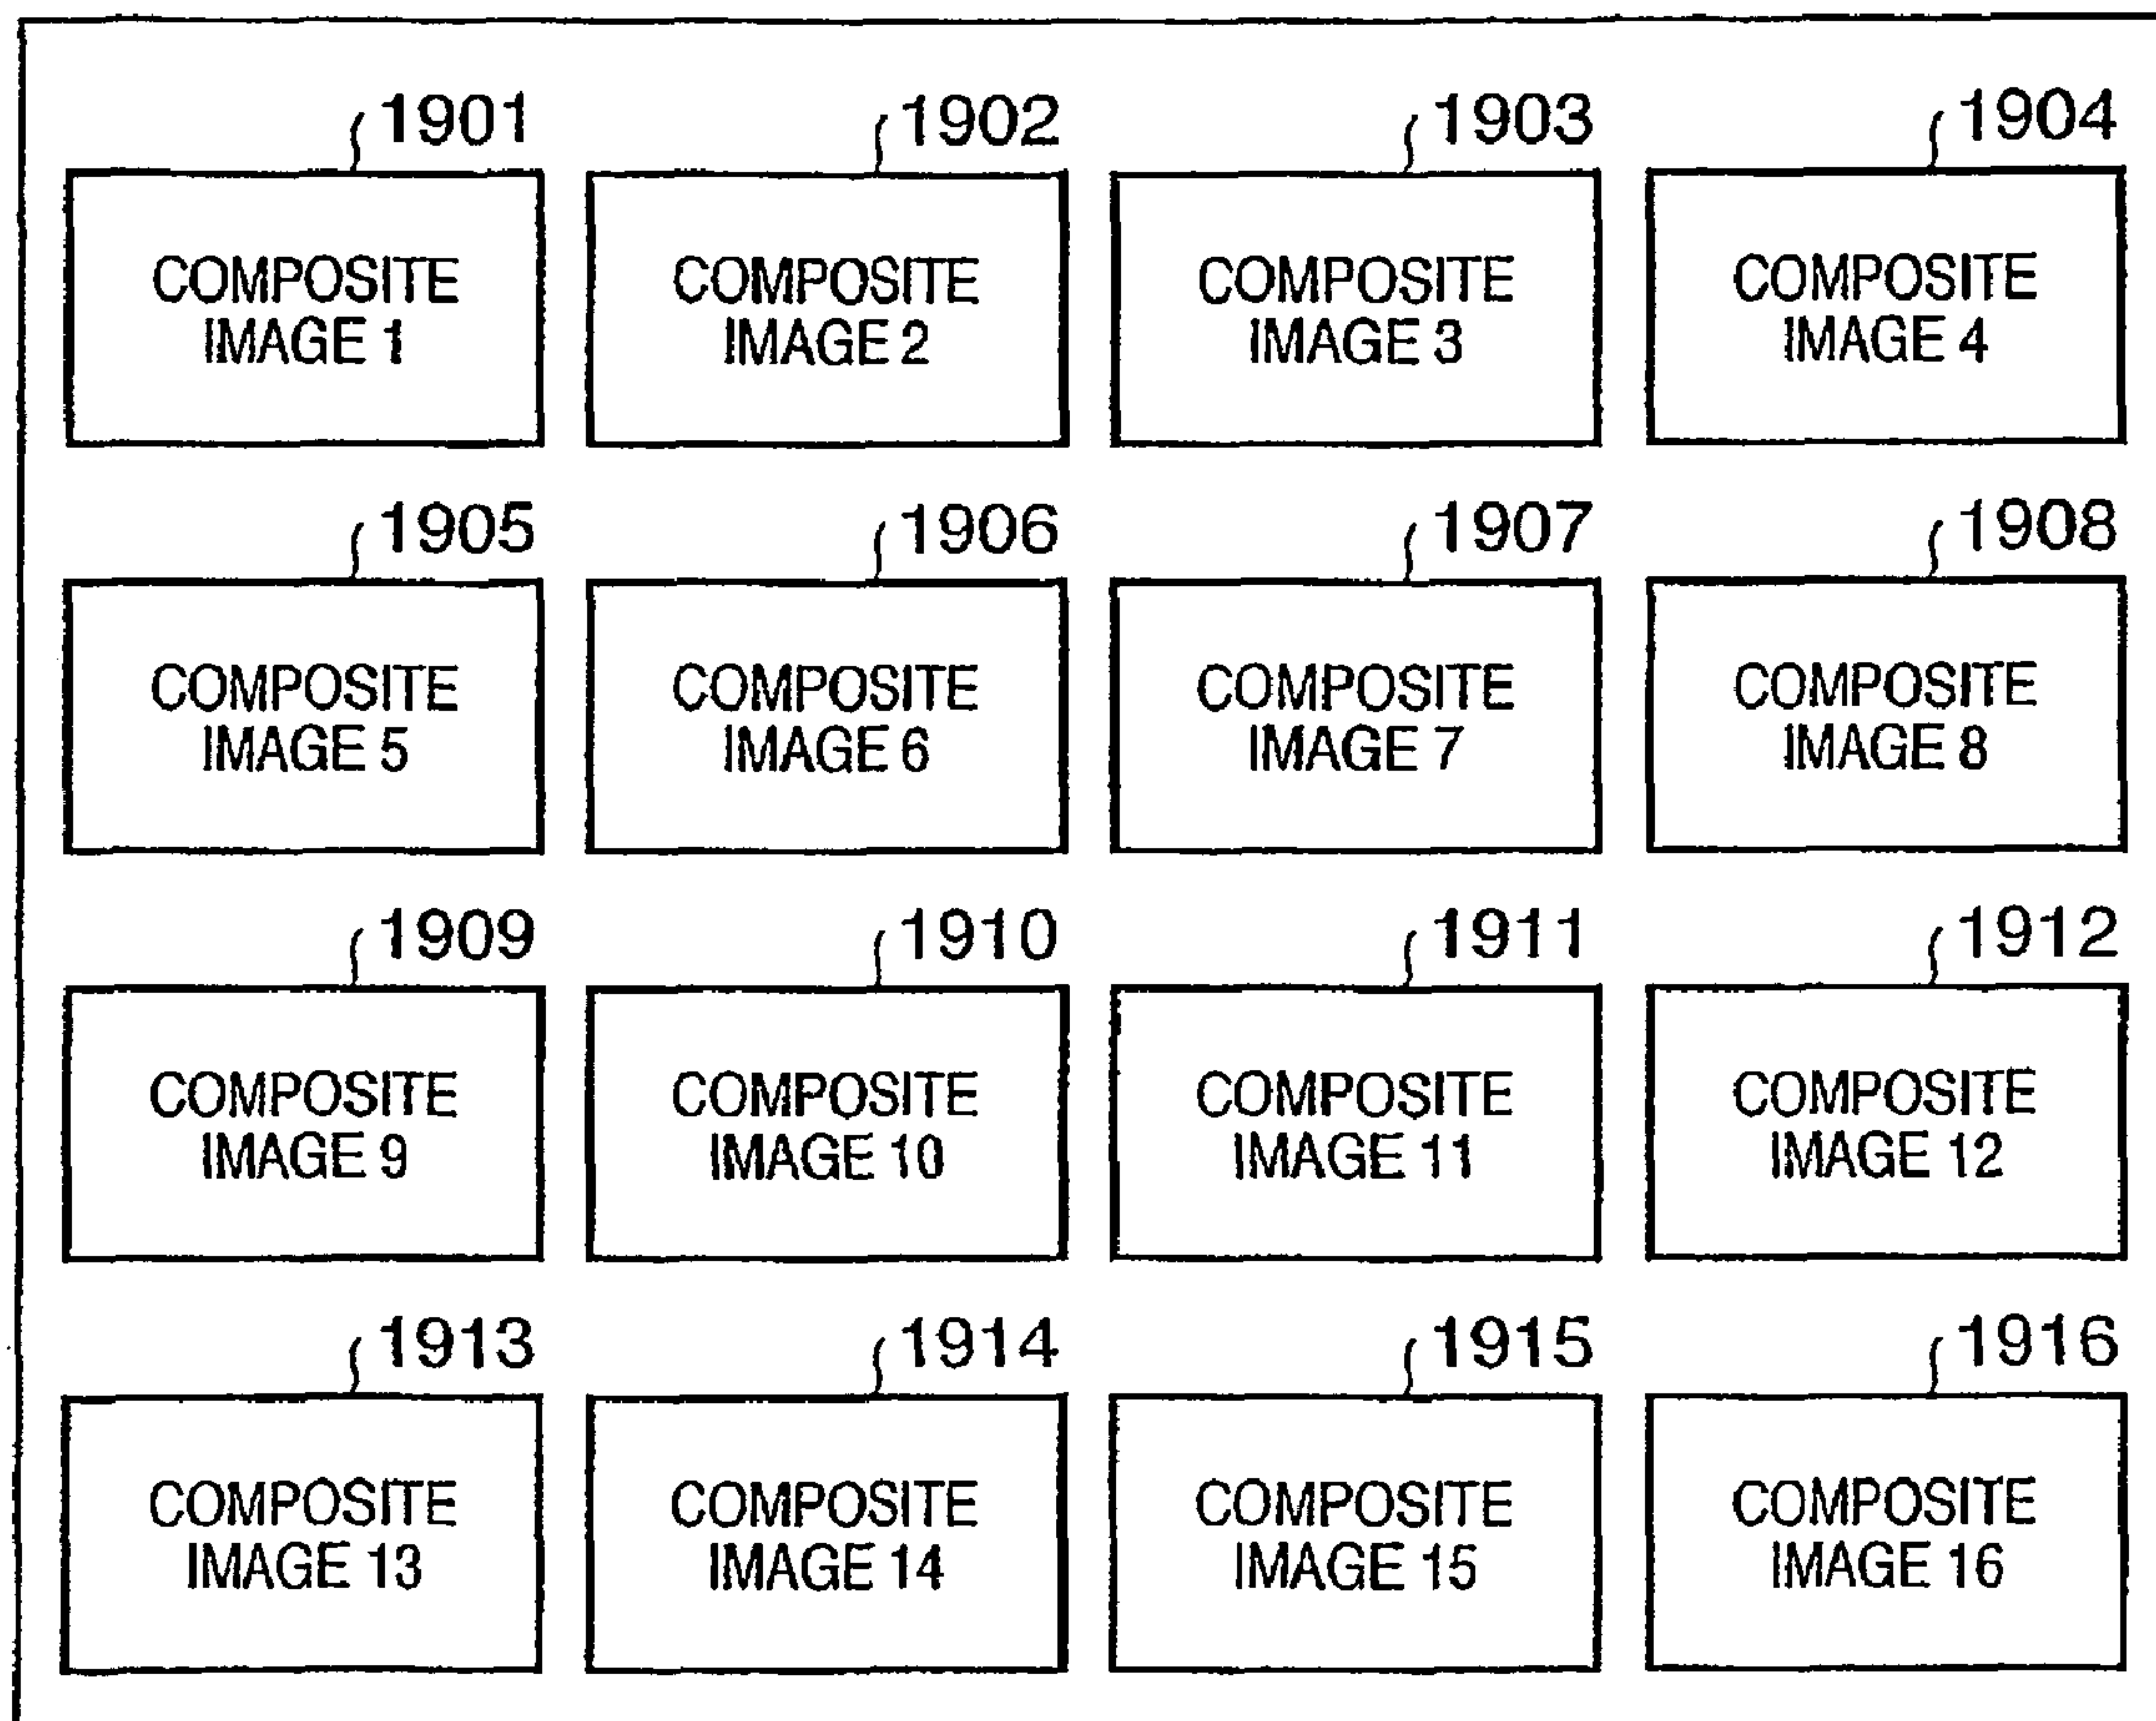 1901 1902 1903 1904
COMPOSITE COMPOSITE COMPOSITE COMPOSITE
IMAGE 1 IMAGE 2 IMAGE 3 IMAGE 4
1905 1906 1907 1908
COMPOSITE COMPOSITE COMPOSITE COMPOSITE
IMAGE 5 IMAGE 6 IMAGE 7 IMAGE 8
1909 1910 1911 1912
COMPOSITE COMPOSITE COMPOSITE COMPOSITE
IMAGE 9 IMAGE 10 IMAGE 11 IMAGE 12
1913 1914 1915 1916
COMPOSITE COMPOSITE COMPOSITE COMPOSITE
IMAGE 13 IMAGE 14 IMAGE 15 IMAGE 16